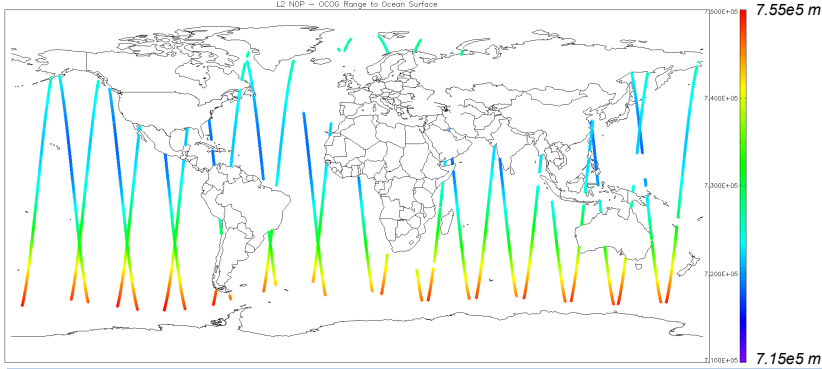 L2 NOP – OCOG Range to Ocean Surface
7.500E+05
7.55e5 m
7.400E+05
7.300E+05
7.200E+05
7.100E+05
7.15e5 m